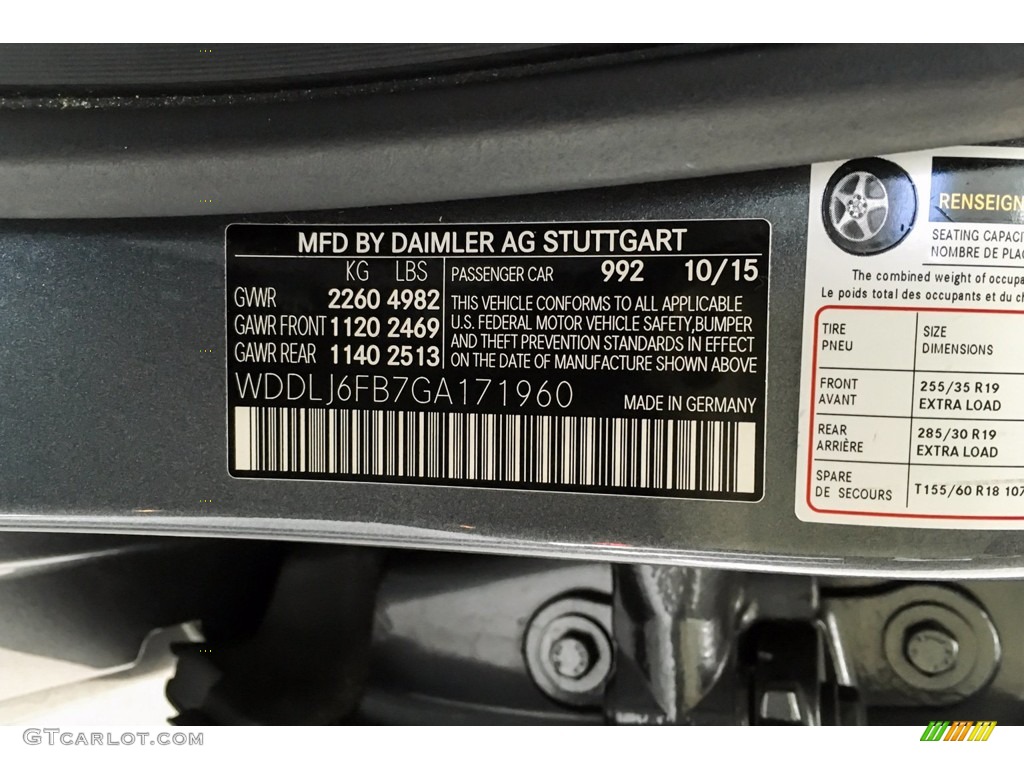 MFD BY DAIMLER AG STUTTGART
KG LBS
GVWR 2260 4982
GAWR FRONT 1120 2469
GAWR REAR 1140 2513
PASSENGER CAR 992 10/15
THIS VEHICLE CONFORMS TO ALL APPLICABLE
U.S. FEDERAL MOTOR VEHICLE SAFETY,BUMPER
AND THEFT PREVENTION STANDARDS IN EFFECT
ON THE DATE OF MANUFACTURE SHOWN ABOVE
WDDLJ6FB7GA171960
MADE IN GERMANY
RENSEIGN
SEATING CAPACI
NOMBRE DE PLA
The combined weight of occupa
Le poids total des occupants et du c
TIRE SIZE
PNEU DIMENSIONS
FRONT 255/35 R19
AVANT EXTRA LOAD
REAR 285/30 R19
ARRIÈRE EXTRA LOAD
SPARE
DE SECOURS T155/60 R18 107
GTCarlot.com